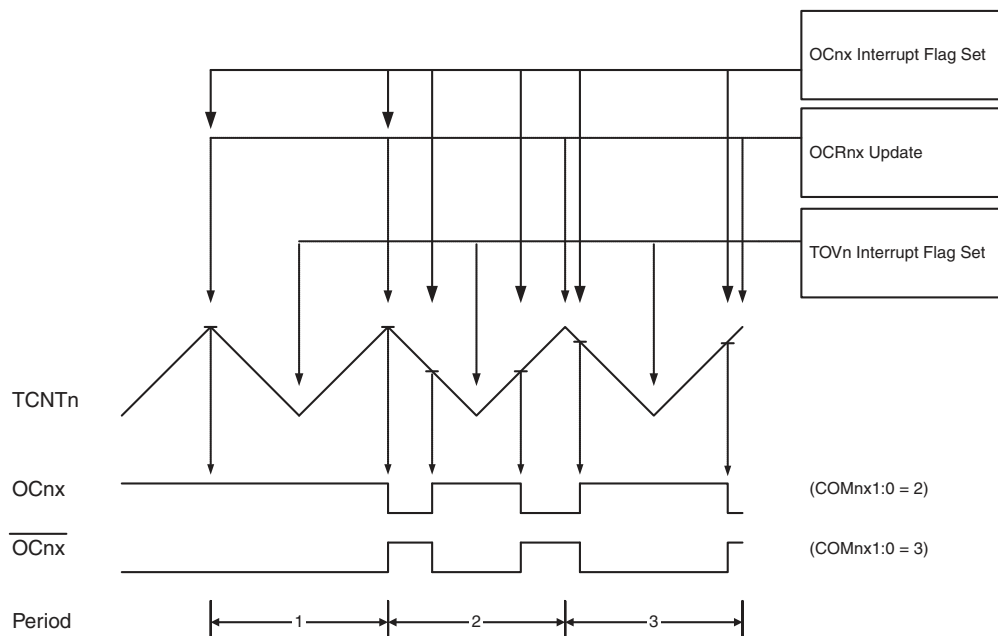 OCnx Interrupt Flag Set
OCRnx Update
TOVn Interrupt Flag Set
TCNTn
OCnx
(COMnx1:0 = 2)
OCnx
(COMnx1:0 = 3)
Period
1
2
3